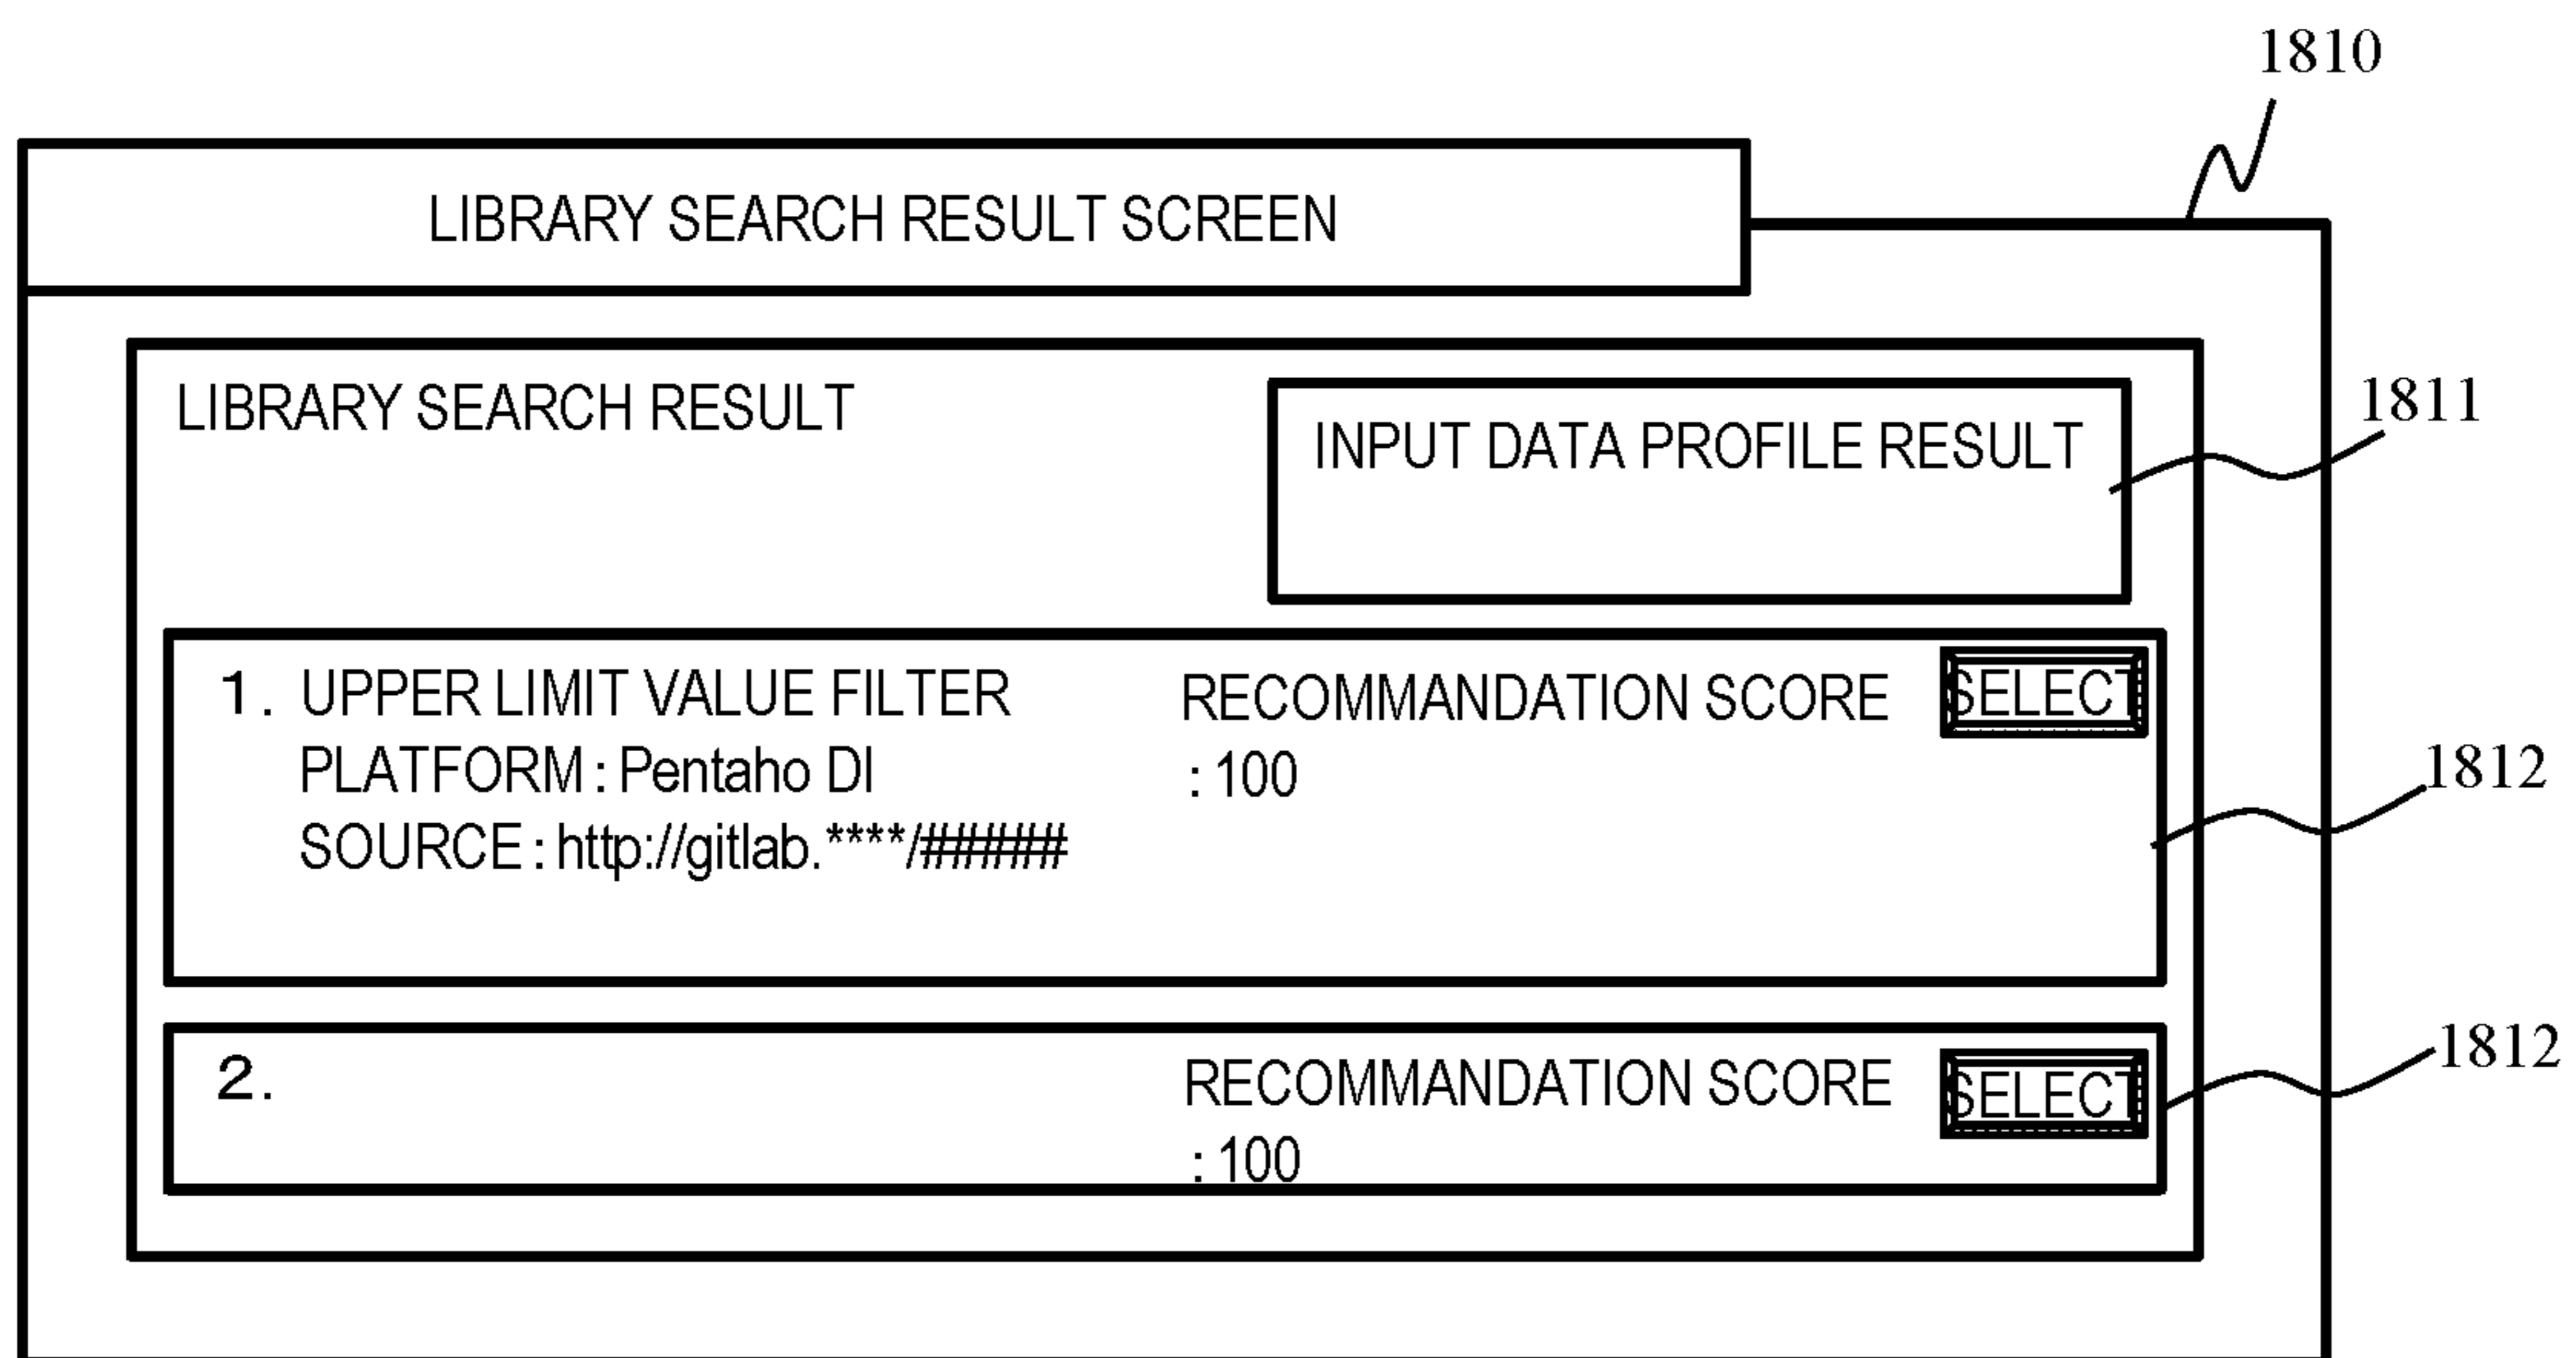 1810
LIBRARY SEARCH RESULT SCREEN
LIBRARY SEARCH RESULT
INPUT DATA PROFILE RESULT
1811
1. UPPER LIMIT VALUE FILTER
PLATFORM : Pentaho DI
SOURCE : http://gitlab.****/#####
RECOMMANDATION SCORE
: 100
SELECT
1812
2.
RECOMMANDATION SCORE
: 100
SELECT
1812